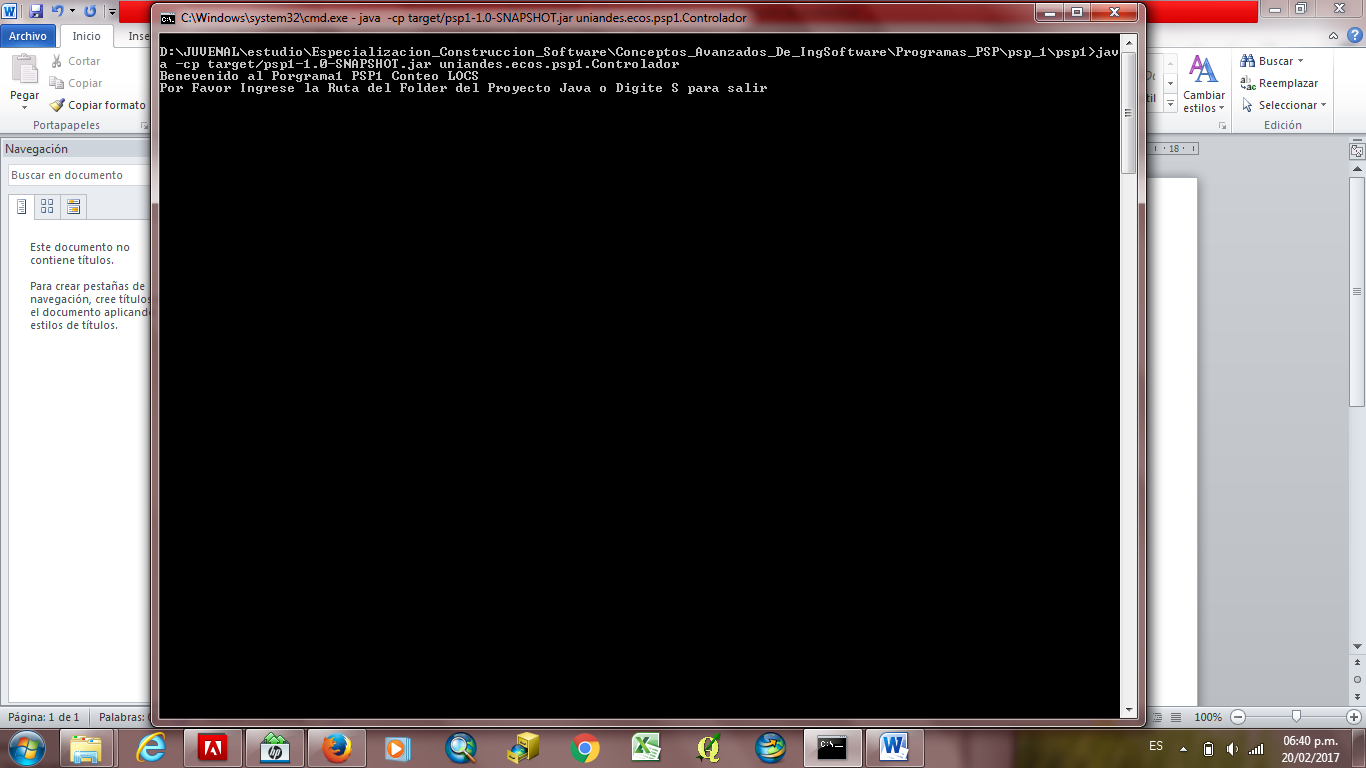 C:\Windows\system32\cmd.exe - java  -cp target/psp1-1.0-SNAPSHOT.jar uniandes.ecos.psp1.Controlador
Archivo
Inicio
Inse
Pegar
Cortar
Copiar
Copiar formato
Portapapeles
Cambiar
estilos
Buscar
Reemplazar
Seleccionar
Edición
D:\JUVENAL\estudio\Especializacion_Construccion_Software\Conceptos_Avanzados_De_IngSoftware\Programas_PSP\psp_1\psp1>jav
a -cp target/psp1-1.0-SNAPSHOT.jar uniandes.ecos.psp1.Controlador
Benevenido al Porgrama1 PSP1 Conteo LOCS
Por Favor Ingrese la Ruta del Folder del Proyecto Java o Digite S para salir
Navegación
Buscar en documento
Este documento no
contiene títulos.
Para crear pestañas de
navegación, cree títulos
el documento aplicand
estilos de títulos.
18
Página: 1 de 1
Palabras:
100%
ES
06:40 p.m.
20/02/2017